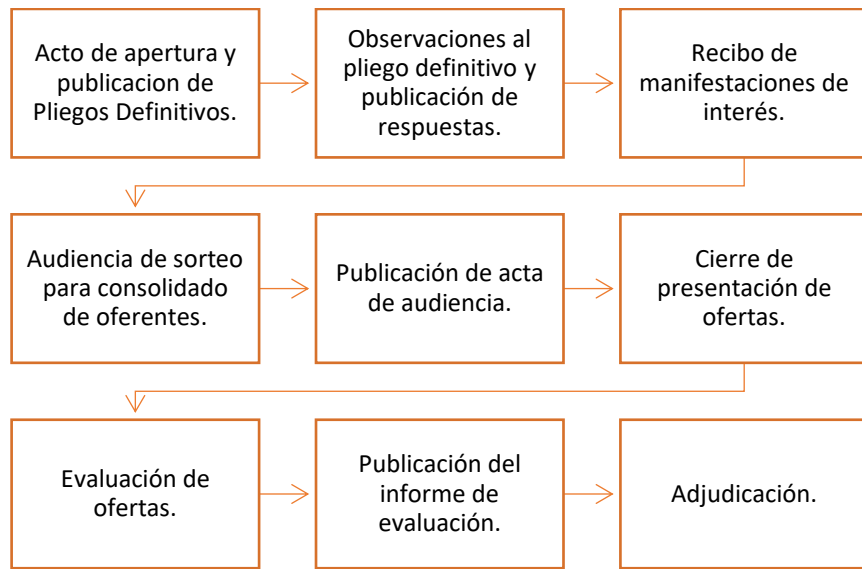 Acto de apertura y
publicacion de
Pliegos Definitivos.
Observaciones al
pliego definitivo y
publicación de
respuestas.
Recibo de
manifestaciones de
interés.
Audiencia de sorteo
para consolidado
de oferentes.
Publicación de acta
de audiencia.
Cierre de
presentación de
ofertas.
Evaluación de
ofertas.
Publicación del
informe de
evaluación.
Adjudicación.